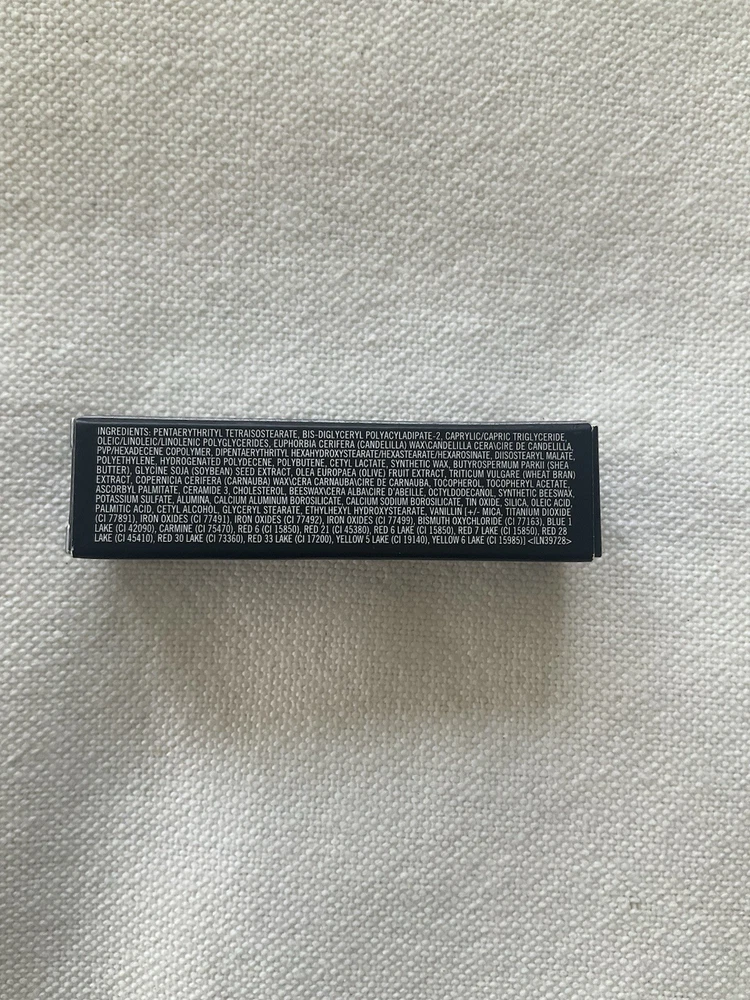 INGREDIENTS: PENTAERYTHRITYL TETRAISOSTEARATE, BIS-DIGLYCERYL POLYACYLADIPATE-2, CAPRYLIC/CAPRIC TRIGLYCERIDE,
OLEIC/LINOLEIC/LINOLENIC POLYGLYCERIDES, EUPHORBIA CERIFERA (CANDELILLA) WAX\CANDELILLA CERA\CIRE DE CANDELILLA,
PVP/HEXADECENE COPOLYMER, DIPENTAERYTHRITYL HEXAHYDROXYSTEARATE/HEXASTEARATE/HEXAROSINATE, DIISOSTEARYL MALATE,
POLYETHYLENE, HYDROGENATED POLYDECENE, POLYBUTENE, CETYL LACTATE, SYNTHETIC WAX, BUTYROSPERMUM PARKII (SHEA
BUTTER), GLYCINE SOJA (SOYBEAN) SEED EXTRACT, OLEA EUROPAEA (OLIVE) FRUIT EXTRACT, TRITICUM VULGARE (WHEAT BRAN)
EXTRACT, COPERNICIA CERIFERA (CARNAUBA) WAX\CERA CARNAUBA\CIRE DE CARNAUBA, TOCOPHEROL, TOCOPHERYL ACETATE,
ASCORBYL PALMITATE, CERAMIDE 3, CHOLESTEROL, BEESWAX\CERA ALBA\CIRE D'ABEILLE, OCTYLDODECANOL, SYNTHETIC BEESWAX,
POTASSIUM SULFATE, ALUMINA, CALCIUM ALUMINUM BOROSILICATE, CALCIUM SODIUM BOROSILICATE, TIN OXIDE, SILICA, OLEIC ACID,
PALMITIC ACID, CETYL ALCOHOL, GLYCERYL STEARATE, ETHYLHEXYL HYDROXYSTEARATE, VANILLIN [+/- MICA, TITANIUM DIOXIDE
(CI 77891), IRON OXIDES (CI 77491), IRON OXIDES (CI 77492), IRON OXIDES (CI 77499), BISMUTH OXYCHLORIDE (CI 77163), BLUE 1
LAKE (CI 42090), CARMINE (CI 75470), RED 6 (CI 15850), RED 21 (CI 45380), RED 6 LAKE (CI 15850), RED 7 LAKE (CI 15850), RED 28
LAKE (CI 45410), RED 30 LAKE (CI 73360), RED 33 LAKE (CI 17200), YELLOW 5 LAKE (CI 19140), YELLOW 6 LAKE (CI 15985)] <ILN39728>